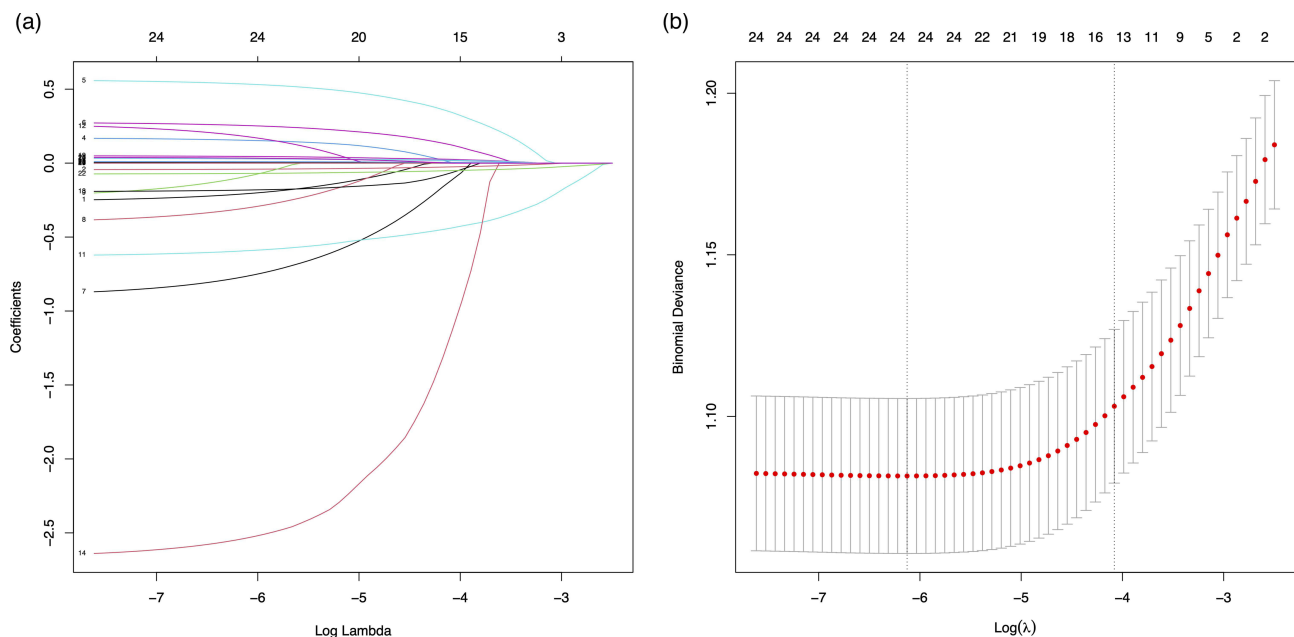 (a)
24 24 20 15 3
Coefficients
0.5
0.0
−0.5
−1.0
−1.5
−2.0
−2.5
5
6
12
4
22
1
8
11
7
14
−7 −6 −5 −4 −3
Log Lambda
(b)
24 24 24 24 24 24 24 24 22 21 19 18 16 13 11 9 5 2 2
Binomial Deviance
1.20
1.15
1.10
−7 −6 −5 −4 −3
Log(λ)